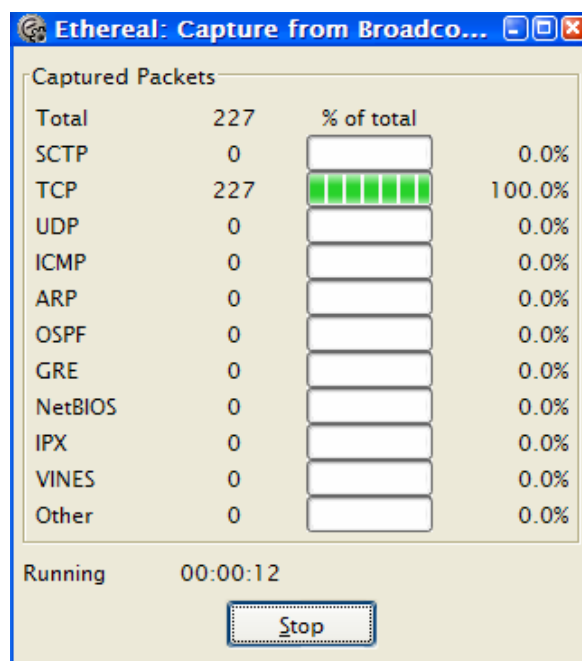 Ethereal: Capture from Broadco...
Captured Packets
Total 227 % of total
SCTP 0 0.0%
TCP 227 100.0%
UDP 0 0.0%
ICMP 0 0.0%
ARP 0 0.0%
OSPF 0 0.0%
GRE 0 0.0%
NetBIOS 0 0.0%
IPX 0 0.0%
VINES 0 0.0%
Other 0 0.0%
Running 00:00:12
Stop